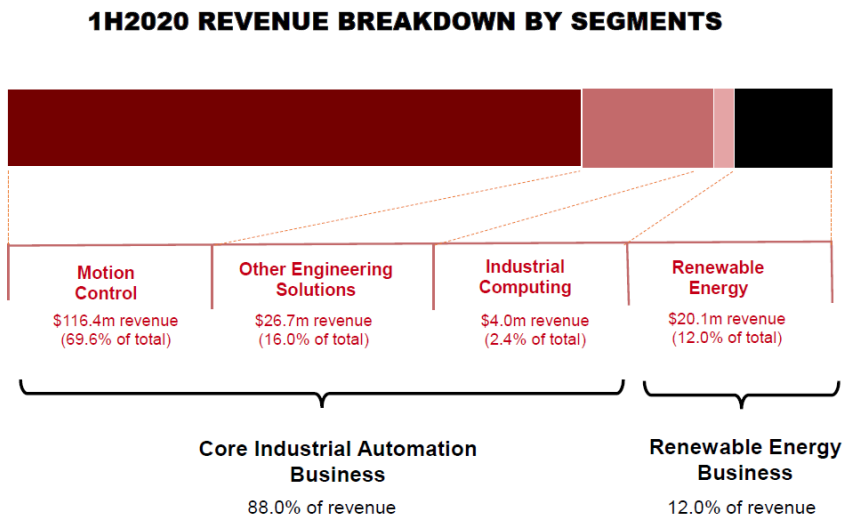 1H2020 REVENUE BREAKDOWN BY SEGMENTS
Motion
Control
$116.4m revenue
(69.6% of total)
Other Engineering
Solutions
$26.7m revenue
(16.0% of total)
Industrial
Computing
$4.0m revenue
(2.4% of total)
Renewable
Energy
$20.1m revenue
(12.0% of total)
Core Industrial Automation
Business
88.0% of revenue
Renewable Energy
Business
12.0% of revenue